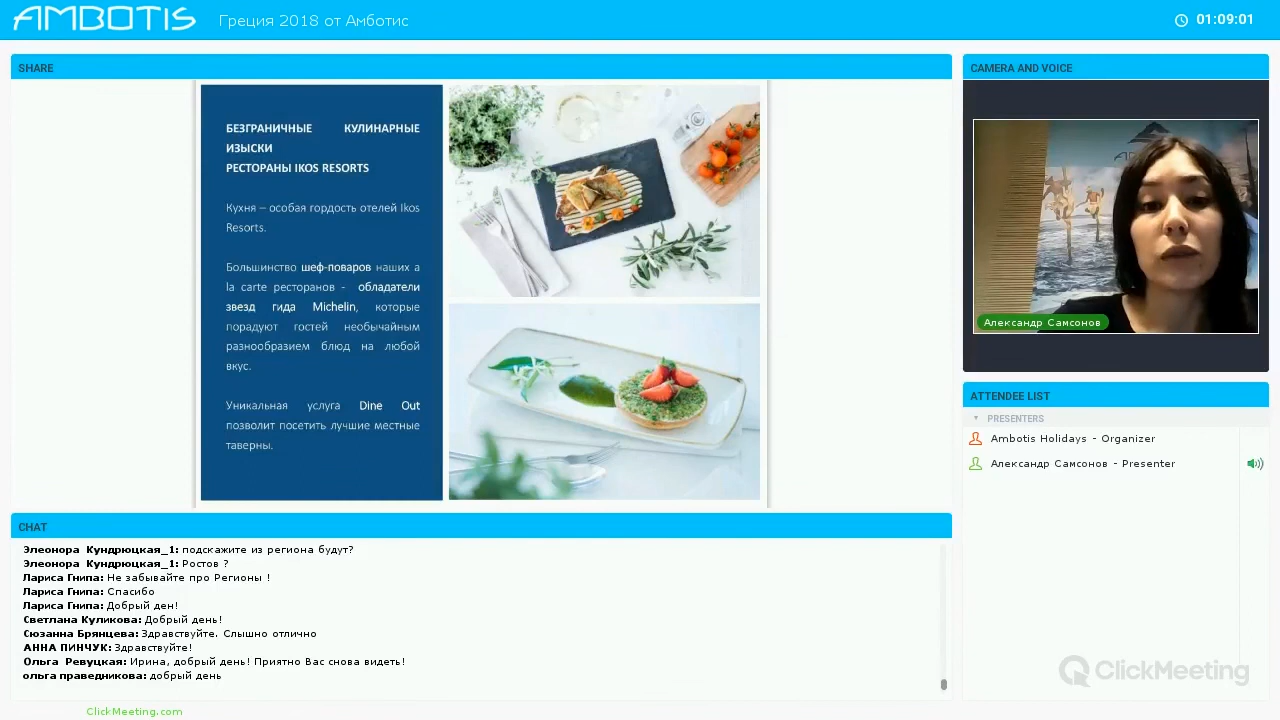 AMBOTIS
Греция 2018 от Амботис
01:09:01
SHARE
БЕЗГРАНИЧНЫЕ КУЛИНАРНЫЕ
ИЗЫСКИ
РЕСТОРАНЫ IKOS RESORTS
Кухня – особая гордость отелей Ikos
Resorts.
Большинство шеф-поваров наших a
la carte ресторанов - обладатели
звезд гида Michelin, которые
порадуют гостей необычайным
разнообразием блюд на любой
вкус.
Уникальная услуга Dine Out
позволит посетить лучшие местные
таверны.
CAMERA AND VOICE
Александр Самсонов
ATTENDEE LIST
PRESENTERS
Ambotis Holidays - Organizer
Александр Самсонов - Presenter
CHAT
Элеонора Кундрюцкая_1: подскажите из региона будут?
Элеонора Кундрюцкая_1: Ростов ?
Лариса Гнипа: Не забывайте про Регионы !
Лариса Гнипа: Спасибо
Лариса Гнипа: Добрый ден!
Светлана Куликова: Добрый день!
Сюзанна Брянцева: Здравствуйте. Слышно отлично
АННА ПИНЧУК: Здравствуйте!
Ольга Ревуцкая: Ирина, добрый день! Приятно Вас снова видеть!
ольга праведникова: добрый день
ClickMeeting
ClickMeeting.com